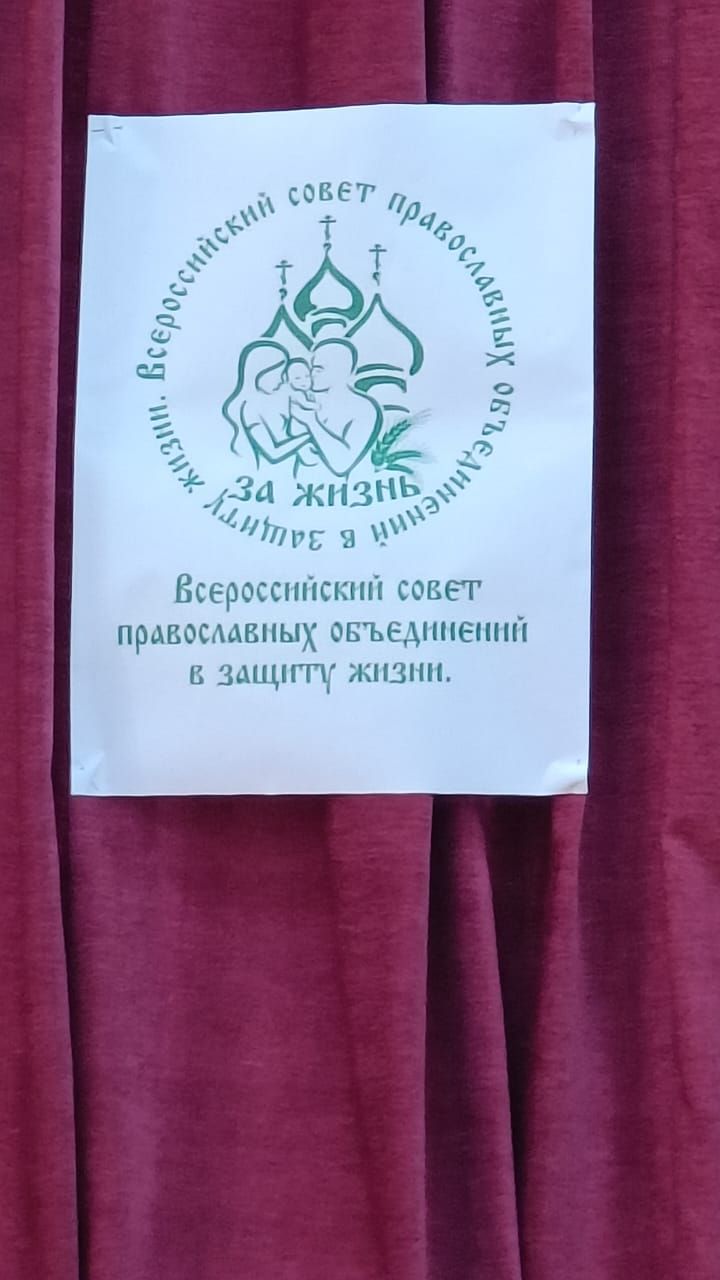 Всероссийский совет православных объединений в защиту жизни.
за жизнь
Всероссийский совет
православных объединений
в защиту жизни.